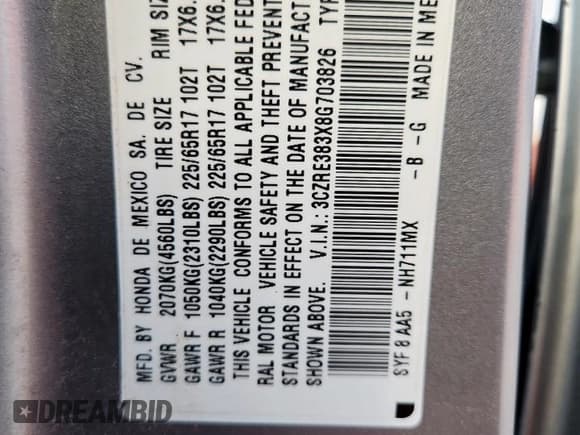 MFD. BY HONDA DE MEXICO SA. DE CV.
GVWR 2070KG(4560LBS) TIRE SIZE RIM SIZ
GAWR F 1050KG(2310LBS) 225/65R17 102T 17X6.
GAWR R 1040KG(2290LBS) 225/65R17 102T 17X6.
THIS VEHICLE CONFORMS TO ALL APPLICABLE FED
RAL MOTOR VEHICLE SAFETY AND THEFT PREVENT
STANDARDS IN EFFECT ON THE DATE OF MANUFACT
SHOWN ABOVE. V.I.N.: 3CZRE383X8G703826 TYP
SYF 8 AA5 -NH711MX -B -G MADE IN ME
DREAMBID